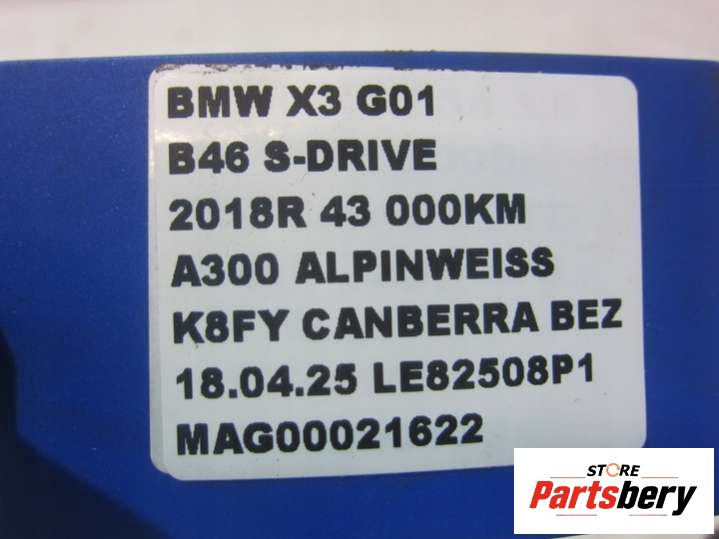 BMW X3 G01
B46 S-DRIVE
2018R 43 000KM
A300 ALPINWEISS
K8FY CANBERRA BEZ
18.04.25 LE82508P1
MAG00021622
STORE
Partsbery